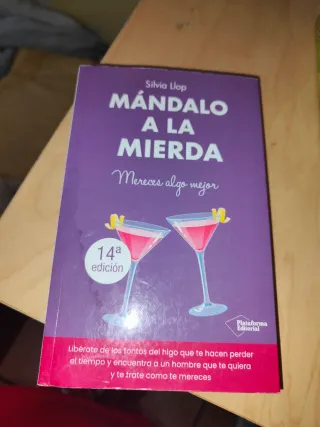 Silvia Llop
MÁNDALO
A LA
MIERDA
Mereces algo mejor
14ª
edición
Plataforma
Editorial
Libérate de los tontos del higo que te hacen perder
el tiempo y encuentra a un hombre que te quiera
y te trate como te mereces